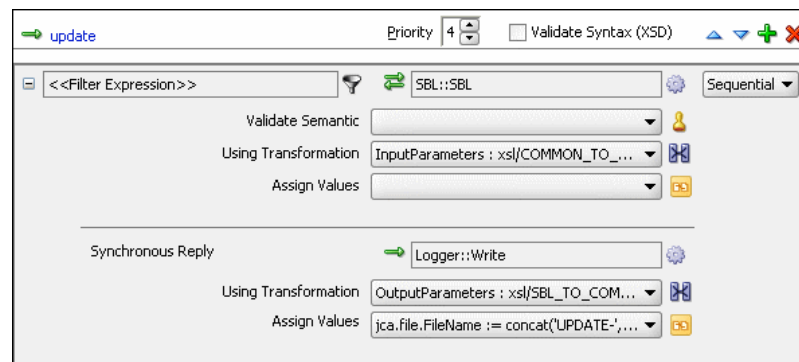 update Priority 4 Validate Syntax (XSD)
<<Filter Expression>> SBL::SBL Sequential
Validate Semantic
Using Transformation InputParameters : xsl/COMMON_TO_...
Assign Values
Synchronous Reply Logger::Write
Using Transformation OutputParameters : xsl/SBL_TO_COM...
Assign Values jca.file.FileName := concat('UPDATE-',...